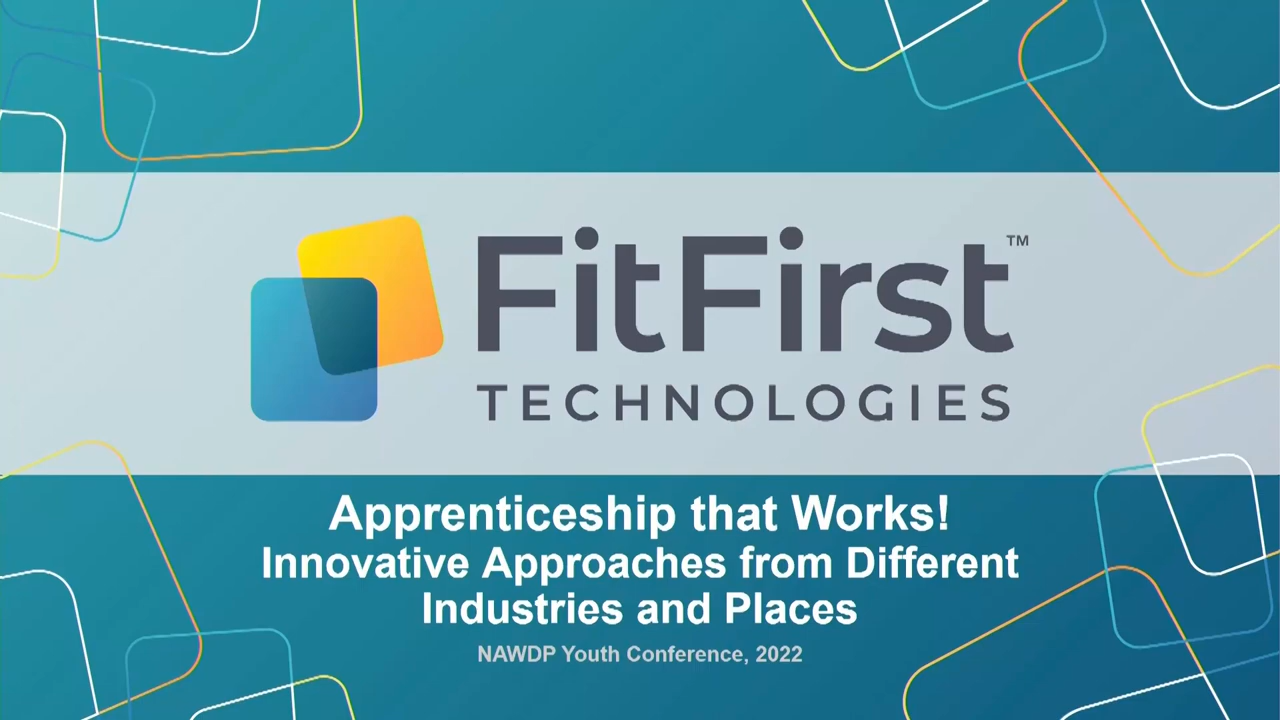 FitFirst™
TECHNOLOGIES
Apprenticeship that Works!
Innovative Approaches from Different
Industries and Places
NAWDP Youth Conference, 2022